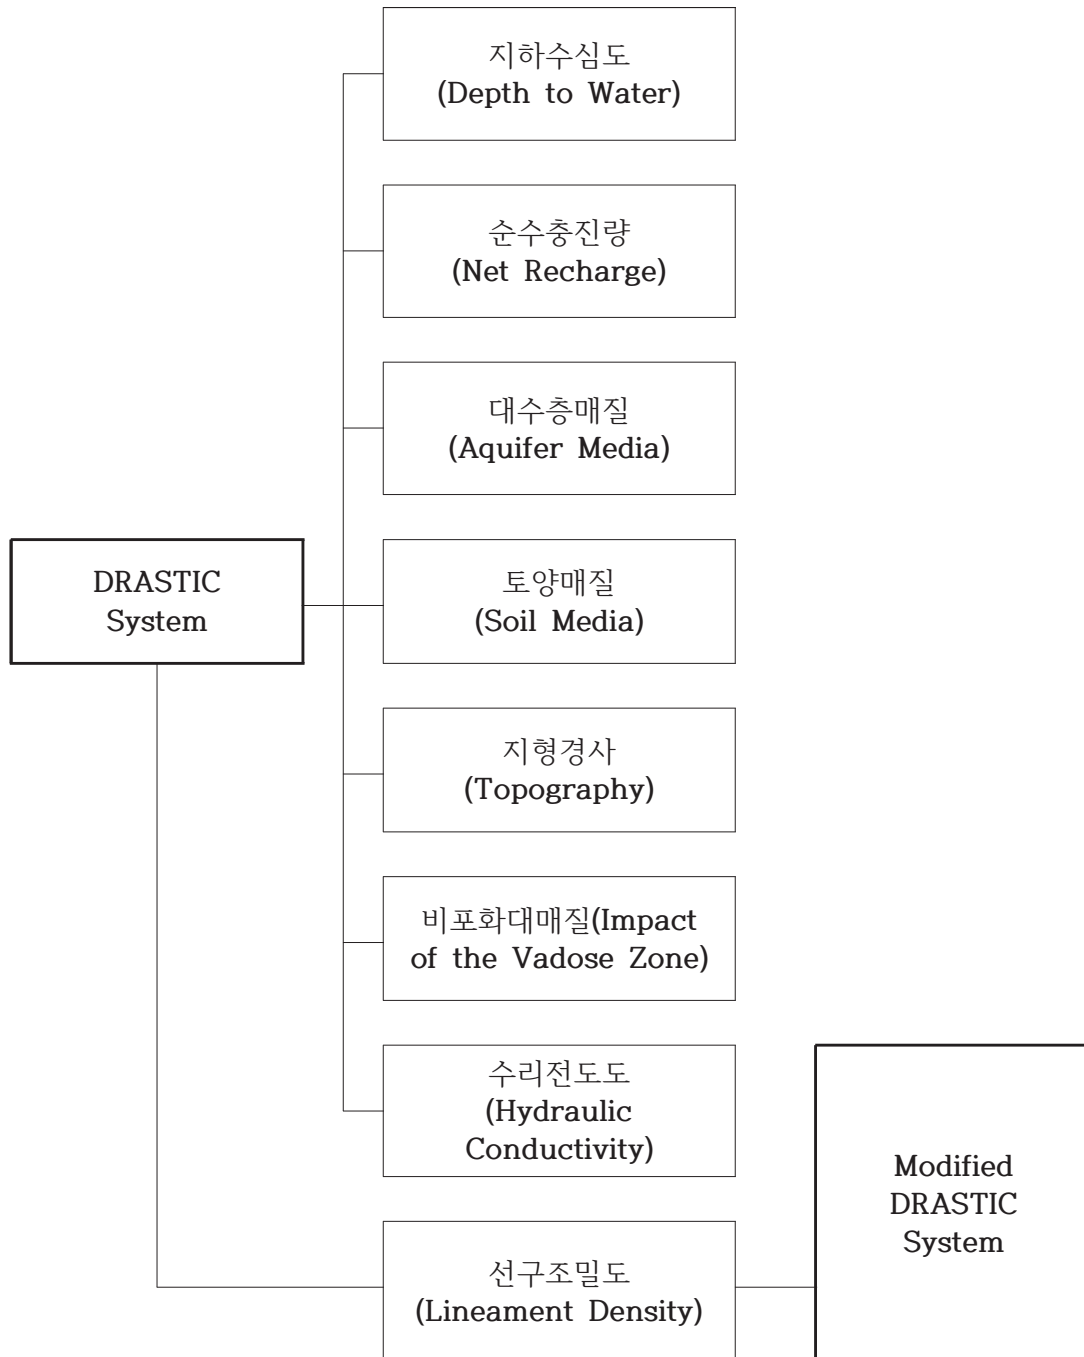 지하수심도
(Depth to Water)
순수충진량
(Net Recharge)
대수층매질
(Aquifer Media)
DRASTIC
System
토양매질
(Soil Media)
지형경사
(Topography)
비포화대매질(Impact
of the Vadose Zone)
수리전도도
(Hydraulic
Conductivity)
Modified
DRASTIC
System
선구조밀도
(Lineament Density)